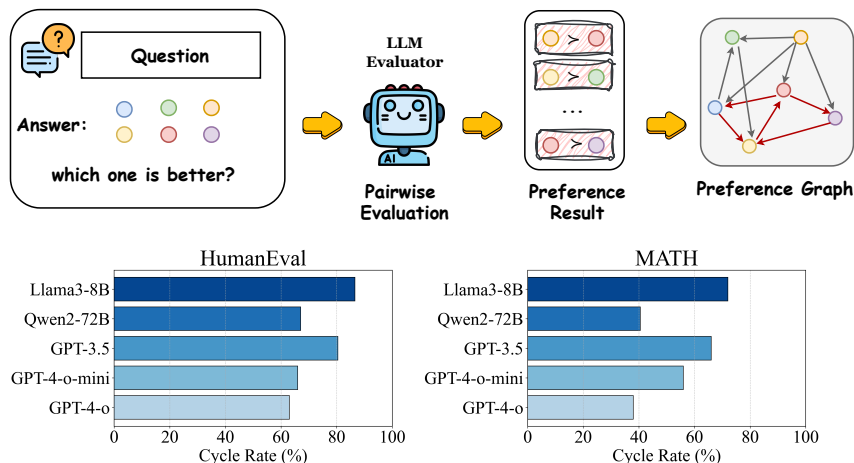 ?
Question
Answer:
which one is better?
LLM
Evaluator
AI
Pairwise
Evaluation
≻
≻
...
≻
Preference
Result
Preference Graph
HumanEval
Llama3-8B
Qwen2-72B
GPT-3.5
GPT-4-o-mini
GPT-4-o
0 20 40 60 80 100
Cycle Rate (%)
MATH
Llama3-8B
Qwen2-72B
GPT-3.5
GPT-4-o-mini
GPT-4-o
0 20 40 60 80 100
Cycle Rate (%)